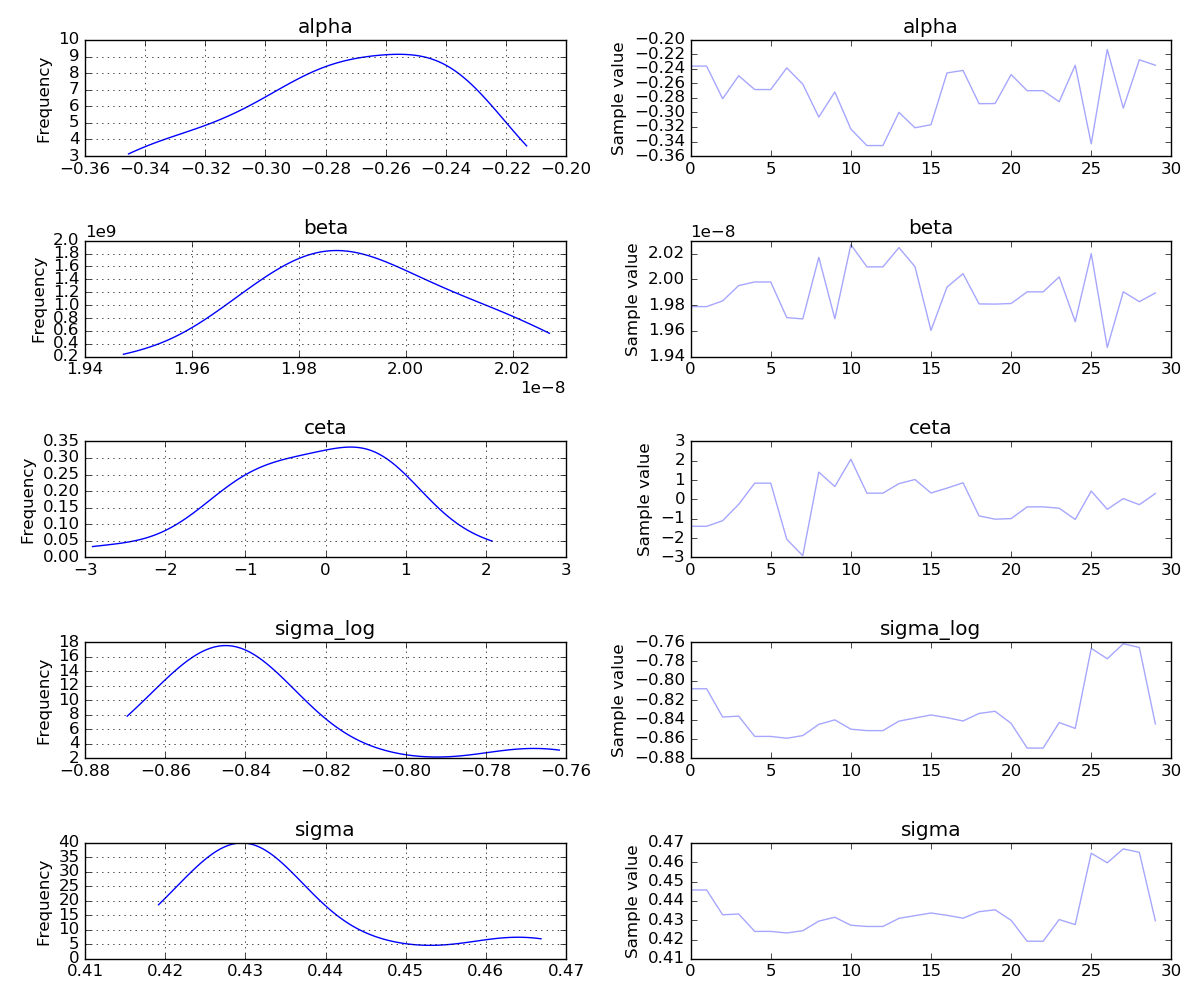 alpha
Frequency
10
9
8
7
6
5
4
3
−0.36 −0.34 −0.32 −0.30 −0.28 −0.26 −0.24 −0.22 −0.20
alpha
Sample value
−0.20
−0.22
−0.24
−0.26
−0.28
−0.30
−0.32
−0.34
−0.36
0 5 10 15 20 25 30
beta
1e9
Frequency
2.0
1.8
1.6
1.4
1.2
1.0
0.8
0.6
0.4
0.2
1.94 1.96 1.98 2.00 2.02
1e−8
beta
1e−8
Sample value
2.02
2.00
1.98
1.96
1.94
0 5 10 15 20 25 30
ceta
Frequency
0.35
0.30
0.25
0.20
0.15
0.10
0.05
0.00
−3 −2 −1 0 1 2 3
ceta
Sample value
3
2
1
0
−1
−2
−3
0 5 10 15 20 25 30
sigma_log
Frequency
18
16
14
12
10
8
6
4
2
−0.88 −0.86 −0.84 −0.82 −0.80 −0.78 −0.76
sigma_log
Sample value
−0.76
−0.78
−0.80
−0.82
−0.84
−0.86
−0.88
0 5 10 15 20 25 30
sigma
Frequency
40
35
30
25
20
15
10
5
0
0.41 0.42 0.43 0.44 0.45 0.46 0.47
sigma
Sample value
0.47
0.46
0.45
0.44
0.43
0.42
0.41
0 5 10 15 20 25 30